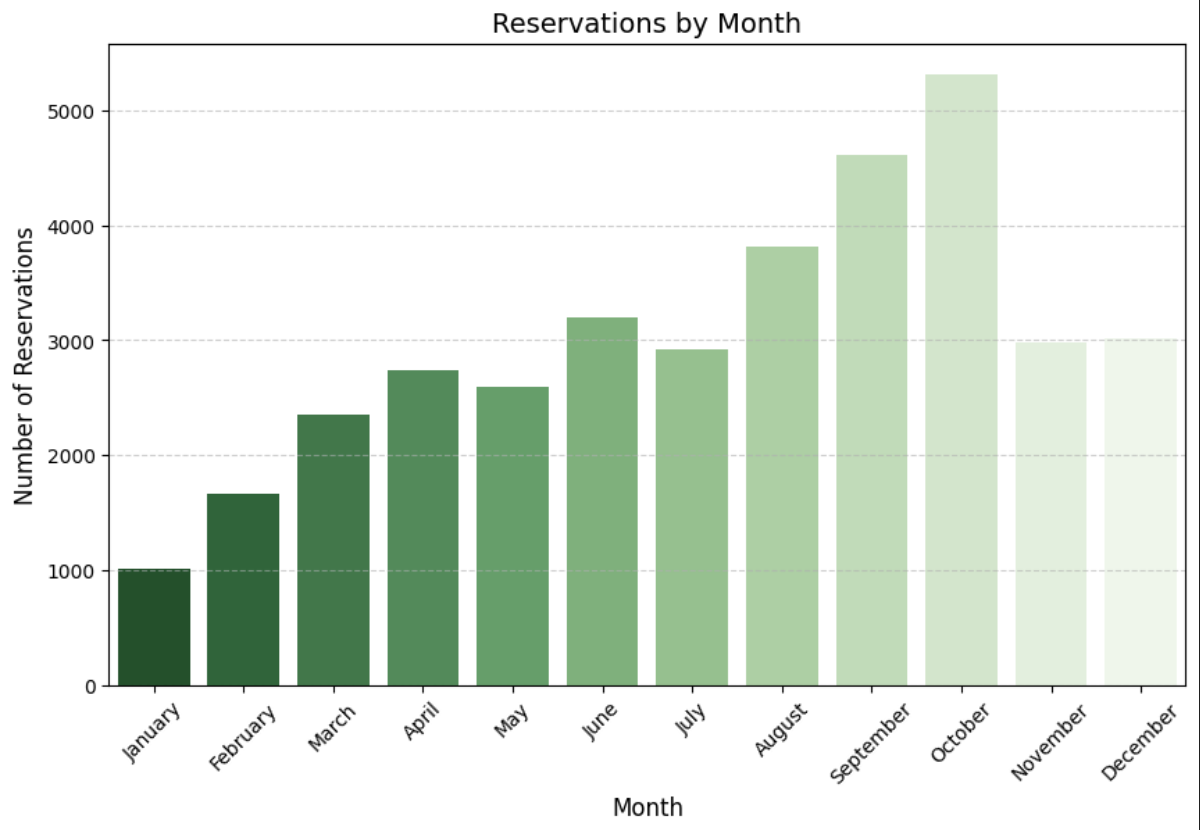 Reservations by Month
Number of Reservations
5000
4000
3000
2000
1000
0
January
February
March
April
May
June
July
August
September
October
November
December
Month